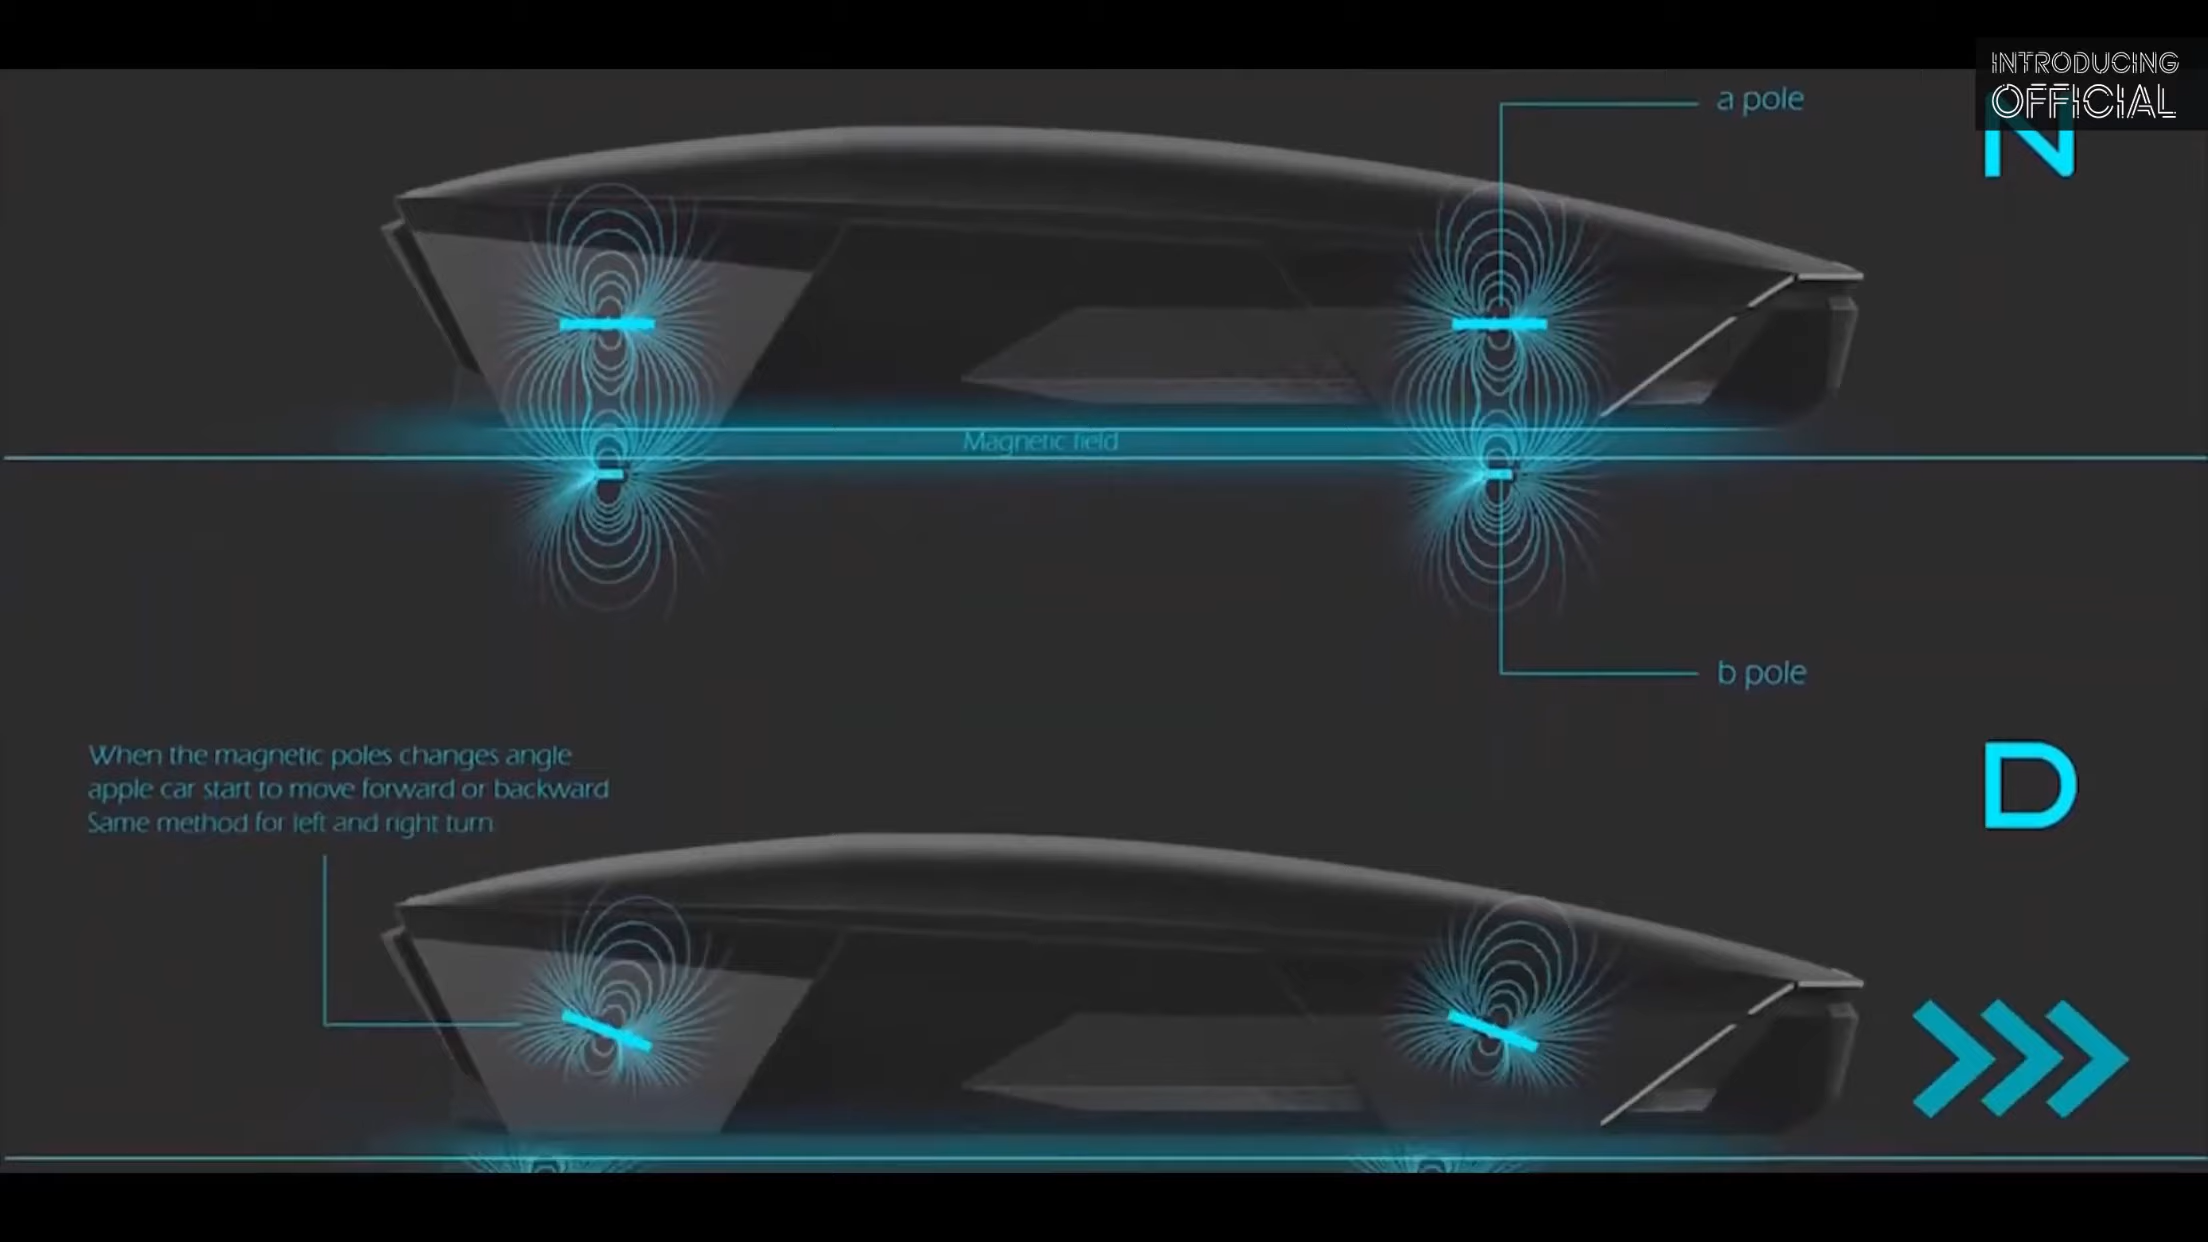 INTRODUCING
OFFICIAL
a pole
N
Magnetic field
b pole
When the magnetic poles changes angle
apple car start to move forward or backward
Same method for left and right turn
D